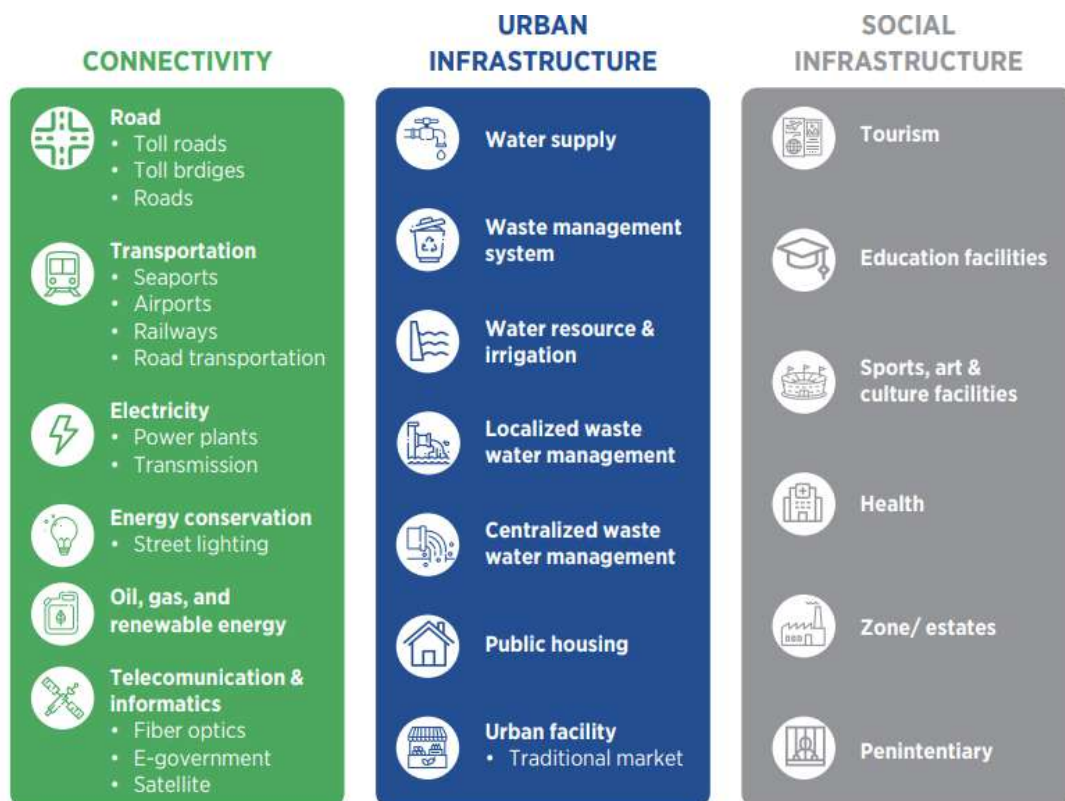 CONNECTIVITY
Road
• Toll roads
• Toll brdiges
• Roads
Transportation
• Seaports
• Airports
• Railways
• Road transportation
Electricity
• Power plants
• Transmission
Energy conservation
• Street lighting
Oil, gas, and
renewable energy
Telecomunication &
informatics
• Fiber optics
• E-government
• Satellite
URBAN
INFRASTRUCTURE
Water supply
Waste management
system
Water resource &
irrigation
Localized waste
water management
Centralized waste
water management
Public housing
Urban facility
• Traditional market
SOCIAL
INFRASTRUCTURE
Tourism
Education facilities
Sports, art &
culture facilities
Health
Zone/ estates
Penintentiary